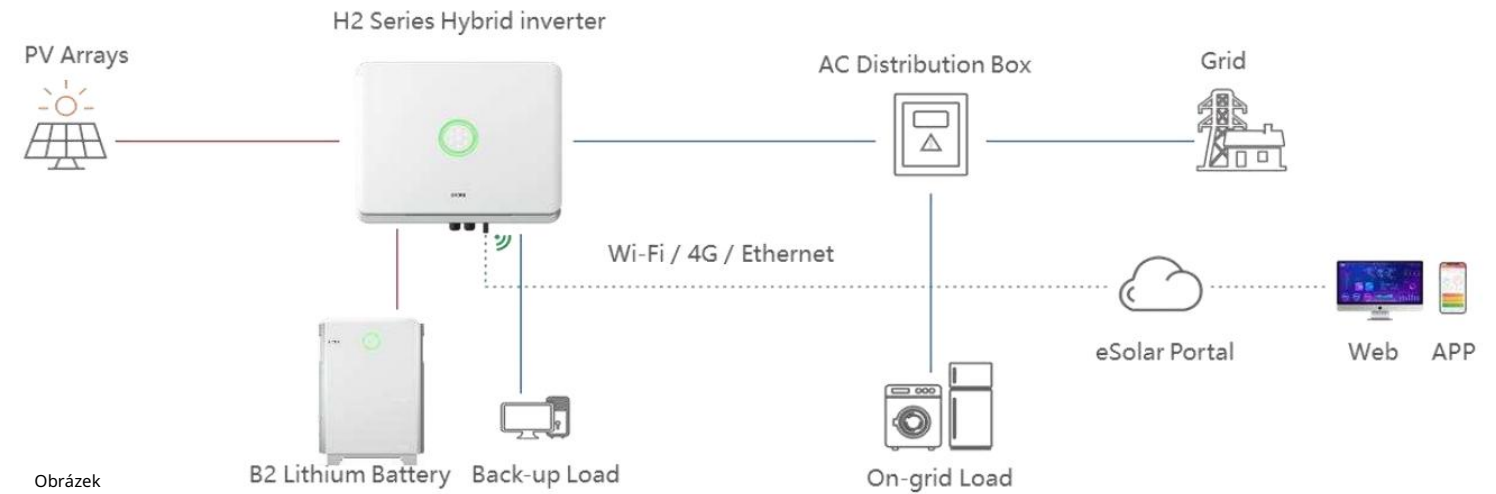 H2 Series Hybrid inverter
PV Arrays
AC Distribution Box
Grid
Wi-Fi / 4G / Ethernet
eSolar Portal
Web
APP
B2 Lithium Battery
Back-up Load
On-grid Load
Obrázek